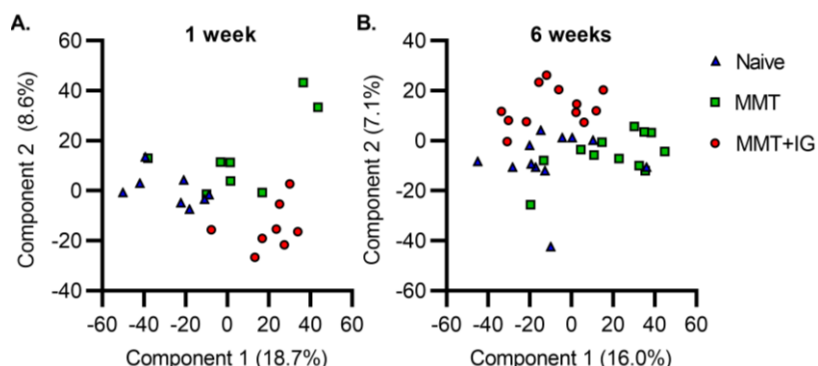 A.
1 week
60
40
20
0
-20
-40
-60 -40 -20 0 20 40 60
Component 2 (8.6%)
Component 1 (18.7%)
B.
6 weeks
40
20
0
-20
-40
-60
-60 -40 -20 0 20 40 60
Component 2 (7.1%)
Component 1 (16.0%)
Naive
MMT
MMT+IG